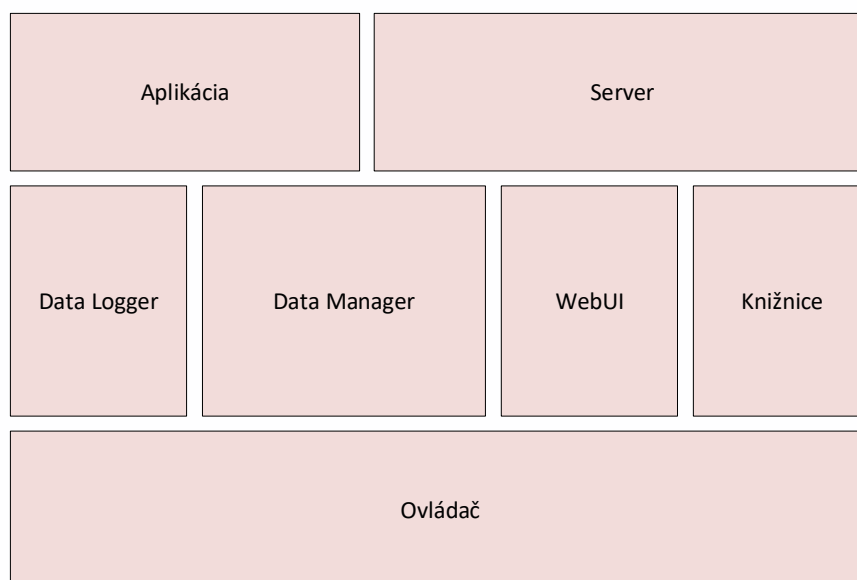 Aplikácia
Server
Data Logger
Data Manager
WebUI
Knižnice
Ovládač